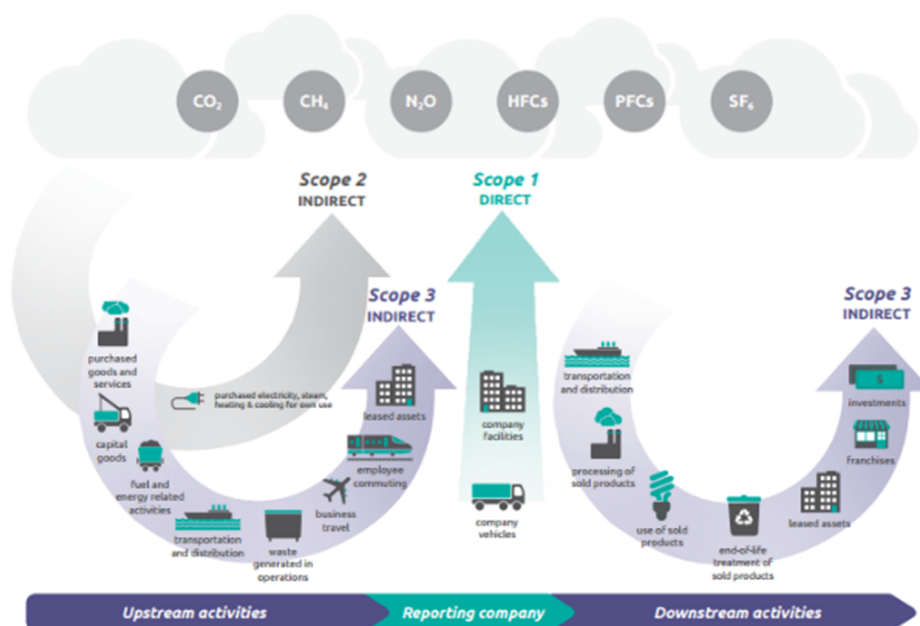 CO₂
CH₄
N₂O
HFCs
PFCs
SF₆
Scope 2
INDIRECT
Scope 1
DIRECT
Scope 3
INDIRECT
Scope 3
INDIRECT
purchased
goods and
services
capital
goods
fuel and
energy related
activities
transportation
and distribution
waste
generated in
operations
business
travel
employee
commuting
leased assets
purchased electricity, steam,
heating & cooling for own use
company
facilities
company
vehicles
transportation
and distribution
processing of
sold products
use of sold
products
end-of-life
treatment of
sold products
leased assets
franchises
investments
$
Upstream activities
Reporting company
Downstream activities